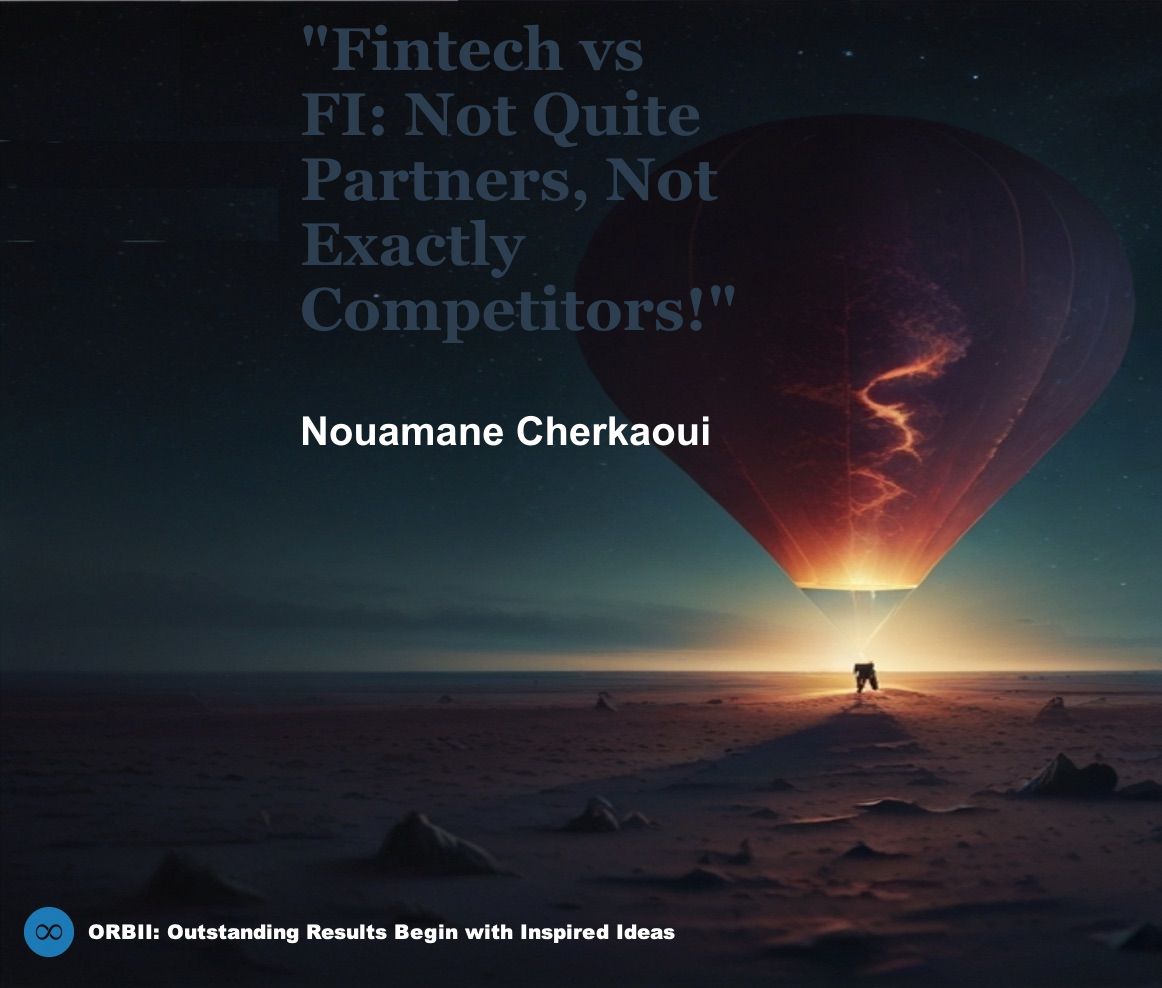 "Fintech vs
FI: Not Quite
Partners, Not
Exactly
Competitors!"
Nouamane Cherkaoui
ORBII: Outstanding Results Begin with Inspired Ideas